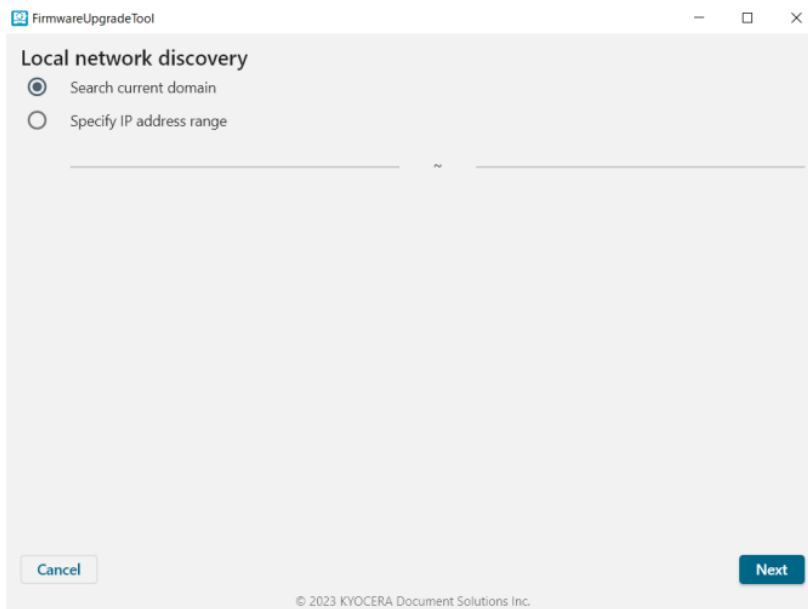 FirmwareUpgradeTool
Local network discovery
Search current domain
Specify IP address range
~
Cancel
Next
© 2023 KYOCERA Document Solutions Inc.